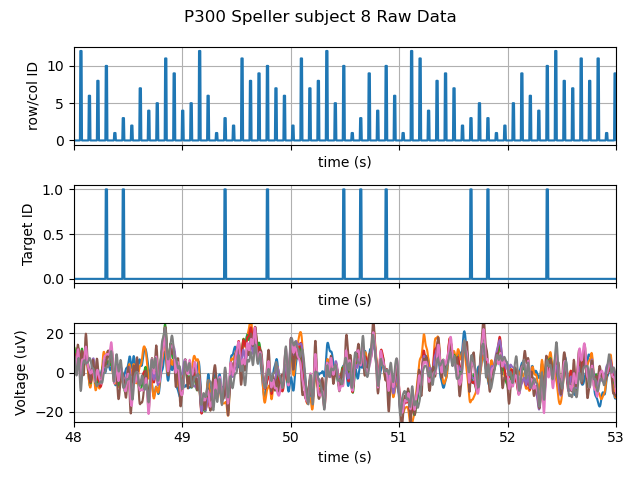 P300 Speller subject 8 Raw Data
row/col ID
10
5
0
time (s)
Target ID
1.0
0.5
0.0
time (s)
Voltage (uV)
20
0
−20
48 49 50 51 52 53
time (s)